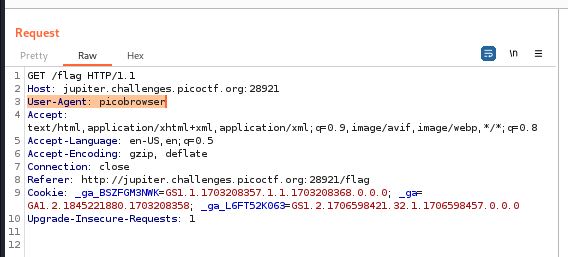 Request
Pretty Raw Hex
\n
1 GET /flag HTTP/1.1
2 Host: jupiter.challenges.picoctf.org:28921
3 User-Agent: picobrowser
4 Accept:
text/html,application/xhtml+xml,application/xml;q=0.9,image/avif,image/webp,*/*;q=0.8
5 Accept-Language: en-US,en;q=0.5
6 Accept-Encoding: gzip, deflate
7 Connection: close
8 Referer: http://jupiter.challenges.picoctf.org:28921/flag
9 Cookie: _ga_BSZFGM3NWK=GS1.1.1703208357.1.1.1703208368.0.0.0; _ga=
GA1.2.1845221880.1703208358; _ga_L6FT52K063=GS1.2.1706598421.32.1.1706598457.0.0.0
10 Upgrade-Insecure-Requests: 1
11
12